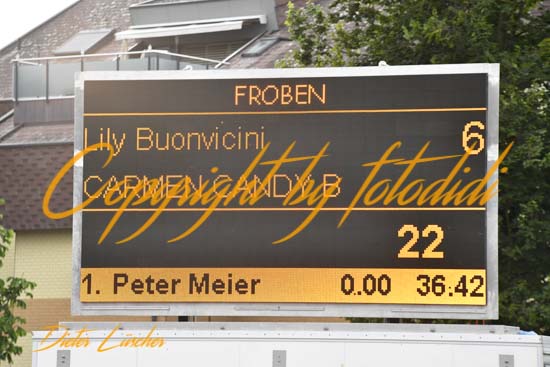 FROBEN
Lily Buonvicini 6
CARMEN CANDY B
Copyright by fotodidi
22
1. Peter Meier 0.00 36.42
Dieter Lüscher